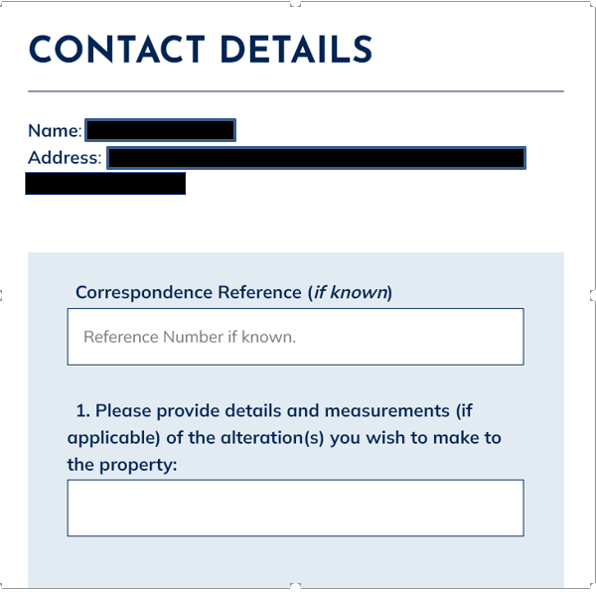 CONTACT DETAILS
Name:
Address:
Correspondence Reference (if known)
Reference Number if known.
1. Please provide details and measurements (if
applicable) of the alteration(s) you wish to make to
the property: